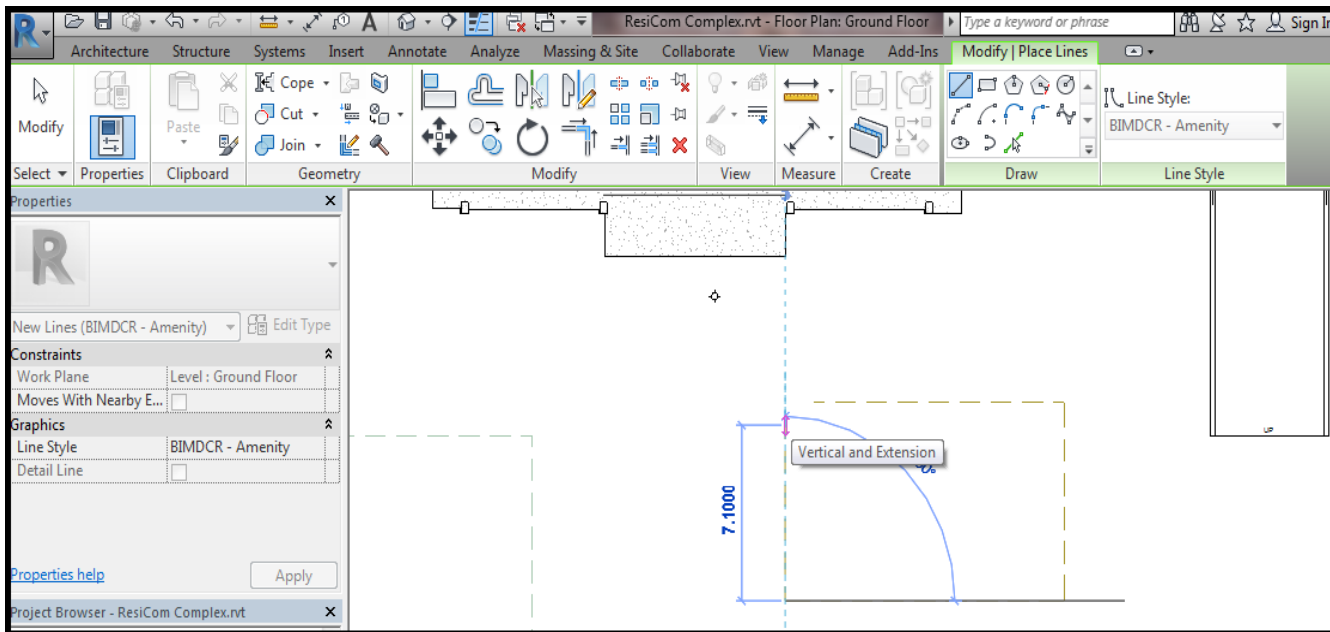 ResiCom Complex.rvt - Floor Plan: Ground Floor
Type a keyword or phrase
Sign In
Architecture Structure Systems Insert Annotate Analyze Massing & Site Collaborate View Manage Add-Ins Modify | Place Lines
Cope
Line Style:
Modify
Paste
Cut
BIMDCR - Amenity
Join
Select Properties Clipboard Geometry Modify View Measure Create Draw Line Style
Properties
New Lines (BIMDCR - Amenity) Edit Type
Constraints
Work Plane Level : Ground Floor
Moves With Nearby E...
Graphics
Line Style BIMDCR - Amenity
Detail Line
UP
Vertical and Extension
7.1000
Properties help Apply
Project Browser - ResiCom Complex.rvt